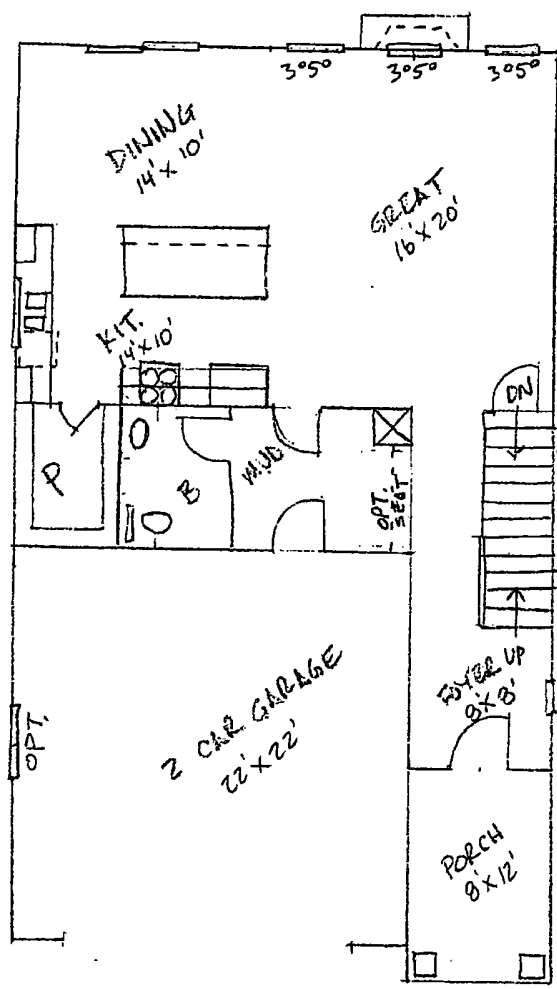 3°5° 3°5° 3°5°
DINING
14' X 10'
GREAT
16' X 20'
KIT.
14' X 10'
DN
P
B
MUD
OPT.
SEAT
FOYER UP
8' X 8'
2 CAR GARAGE
22' X 22'
OPT.
PORCH
8' X 12'